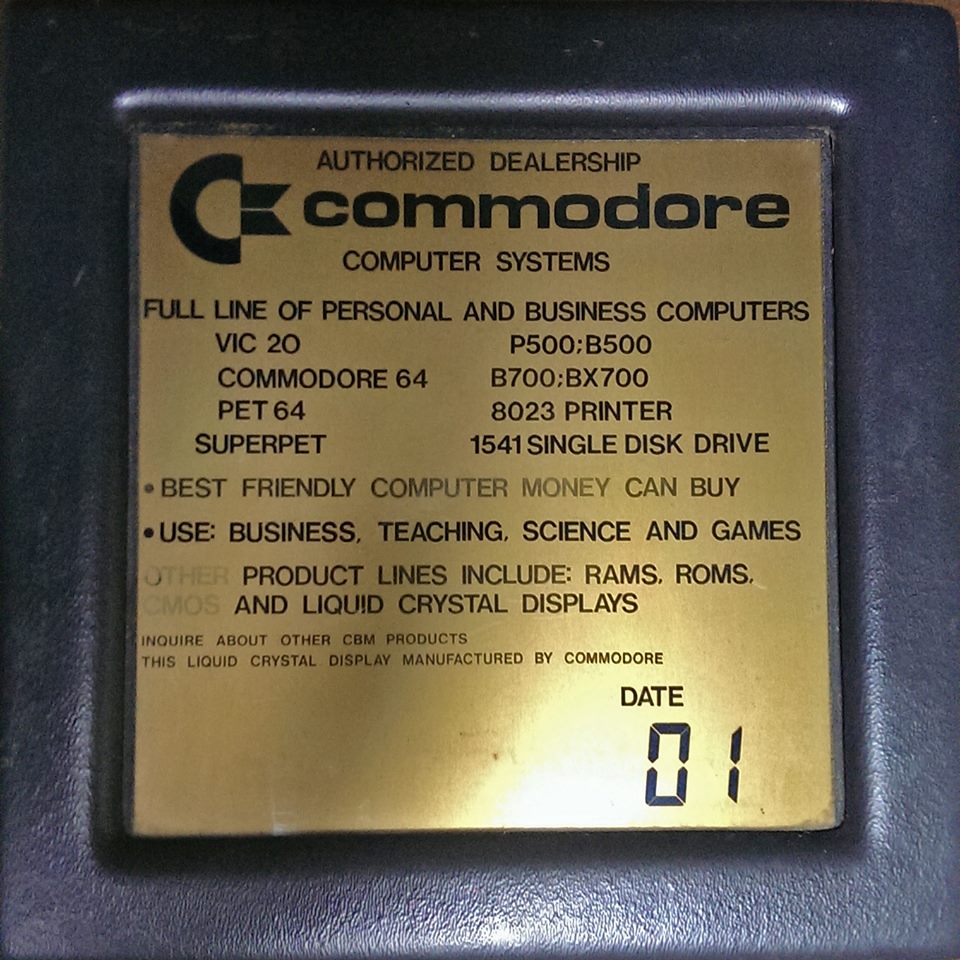 AUTHORIZED DEALERSHIP
commodore
COMPUTER SYSTEMS
FULL LINE OF PERSONAL AND BUSINESS COMPUTERS
VIC 20 P500;B500
COMMODORE 64 B700;BX700
PET 64 8023 PRINTER
SUPERPET 1541 SINGLE DISK DRIVE
• BEST FRIENDLY COMPUTER MONEY CAN BUY
• USE: BUSINESS, TEACHING, SCIENCE AND GAMES
OTHER PRODUCT LINES INCLUDE: RAMS, ROMS,
CMOS AND LIQUID CRYSTAL DISPLAYS
INQUIRE ABOUT OTHER CBM PRODUCTS
THIS LIQUID CRYSTAL DISPLAY MANUFACTURED BY COMMODORE
DATE
01